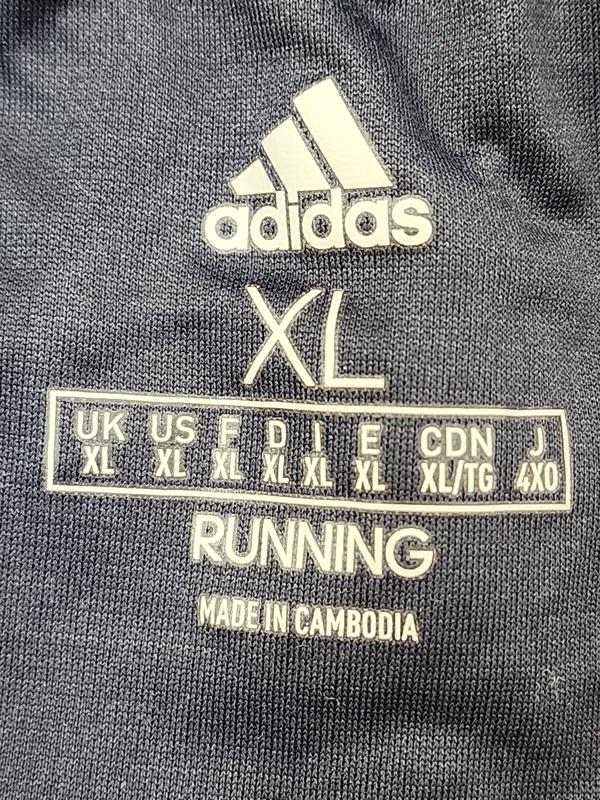 adidas
XL
UK US F D I E CDN J
XL XL XL XL XL XL XL/TG 4XO
RUNNING
MADE IN CAMBODIA